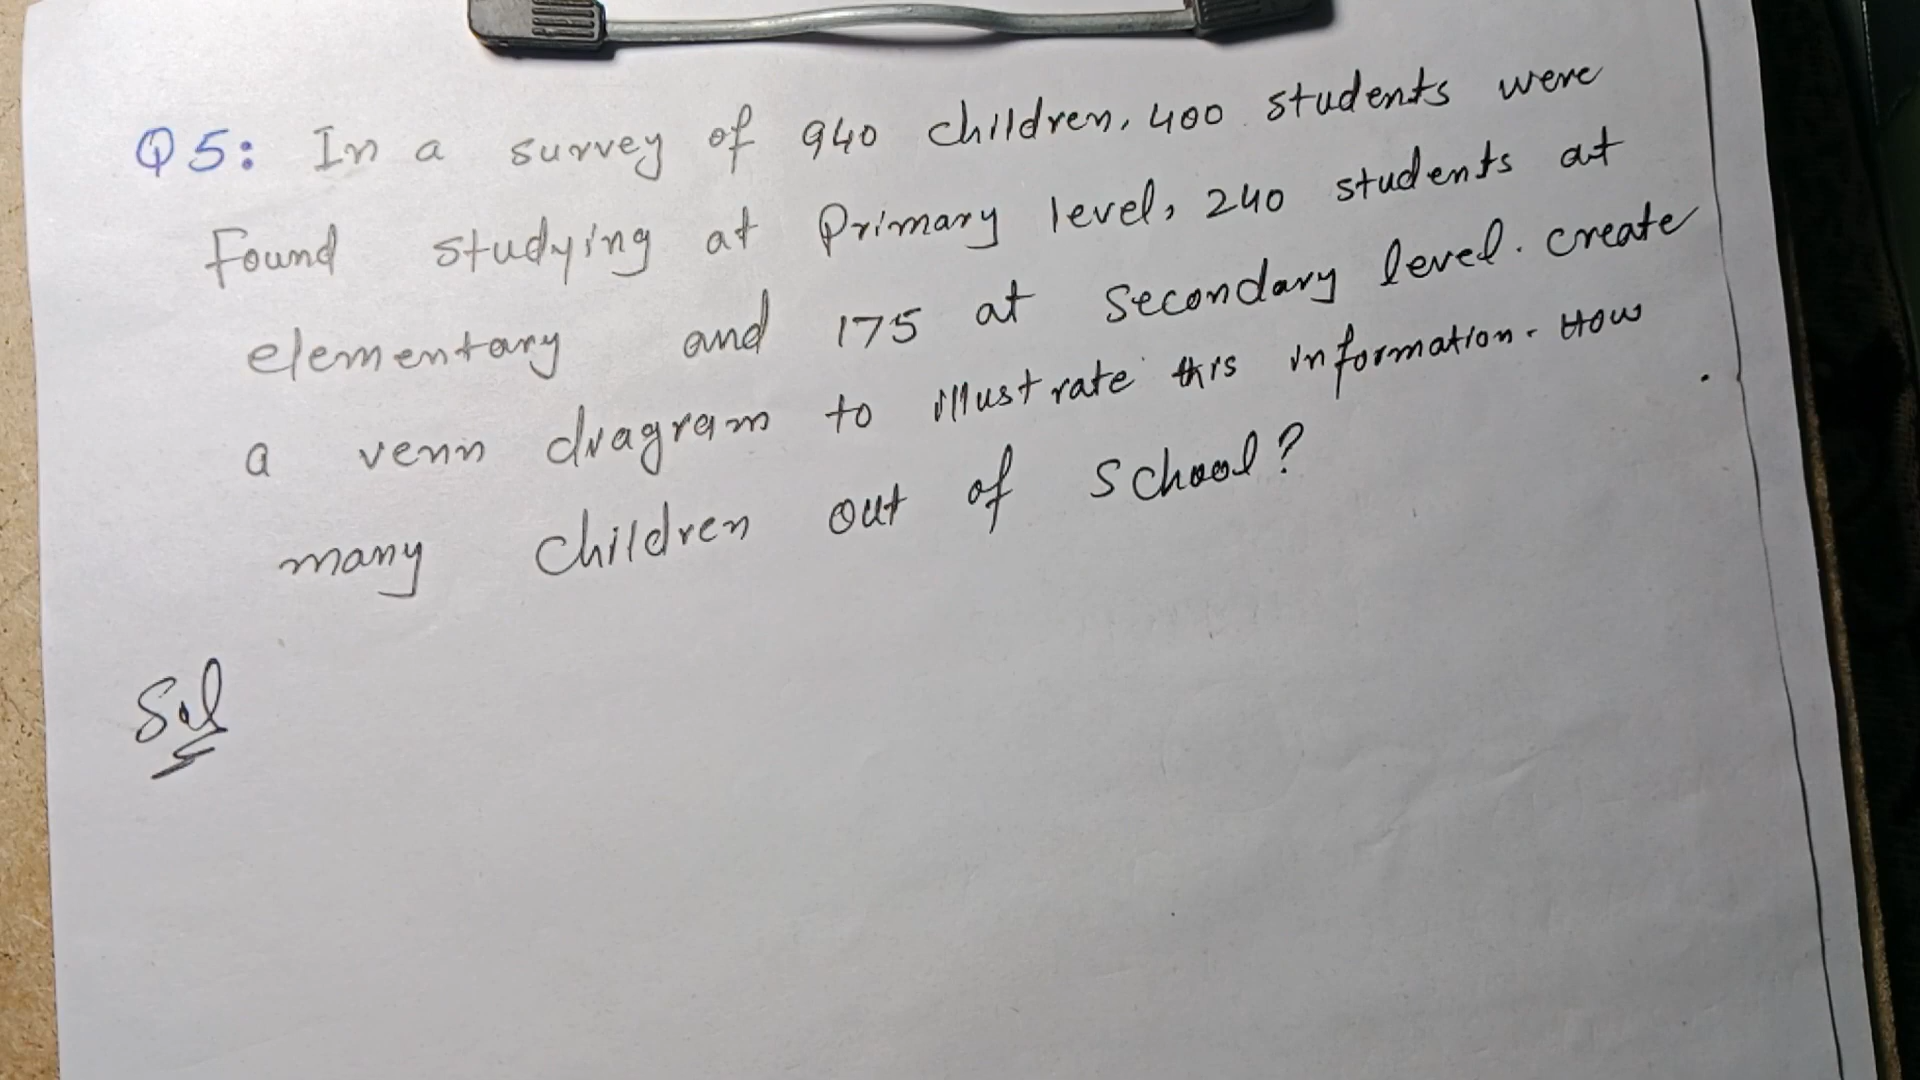 Q5: In a survey of 940 children, 400 students were
Found studying at Primary level, 240 students at
elementary and 175 at Secondary level. create
a venn diagram to illustrate this information. How
many children out of school?
Sol